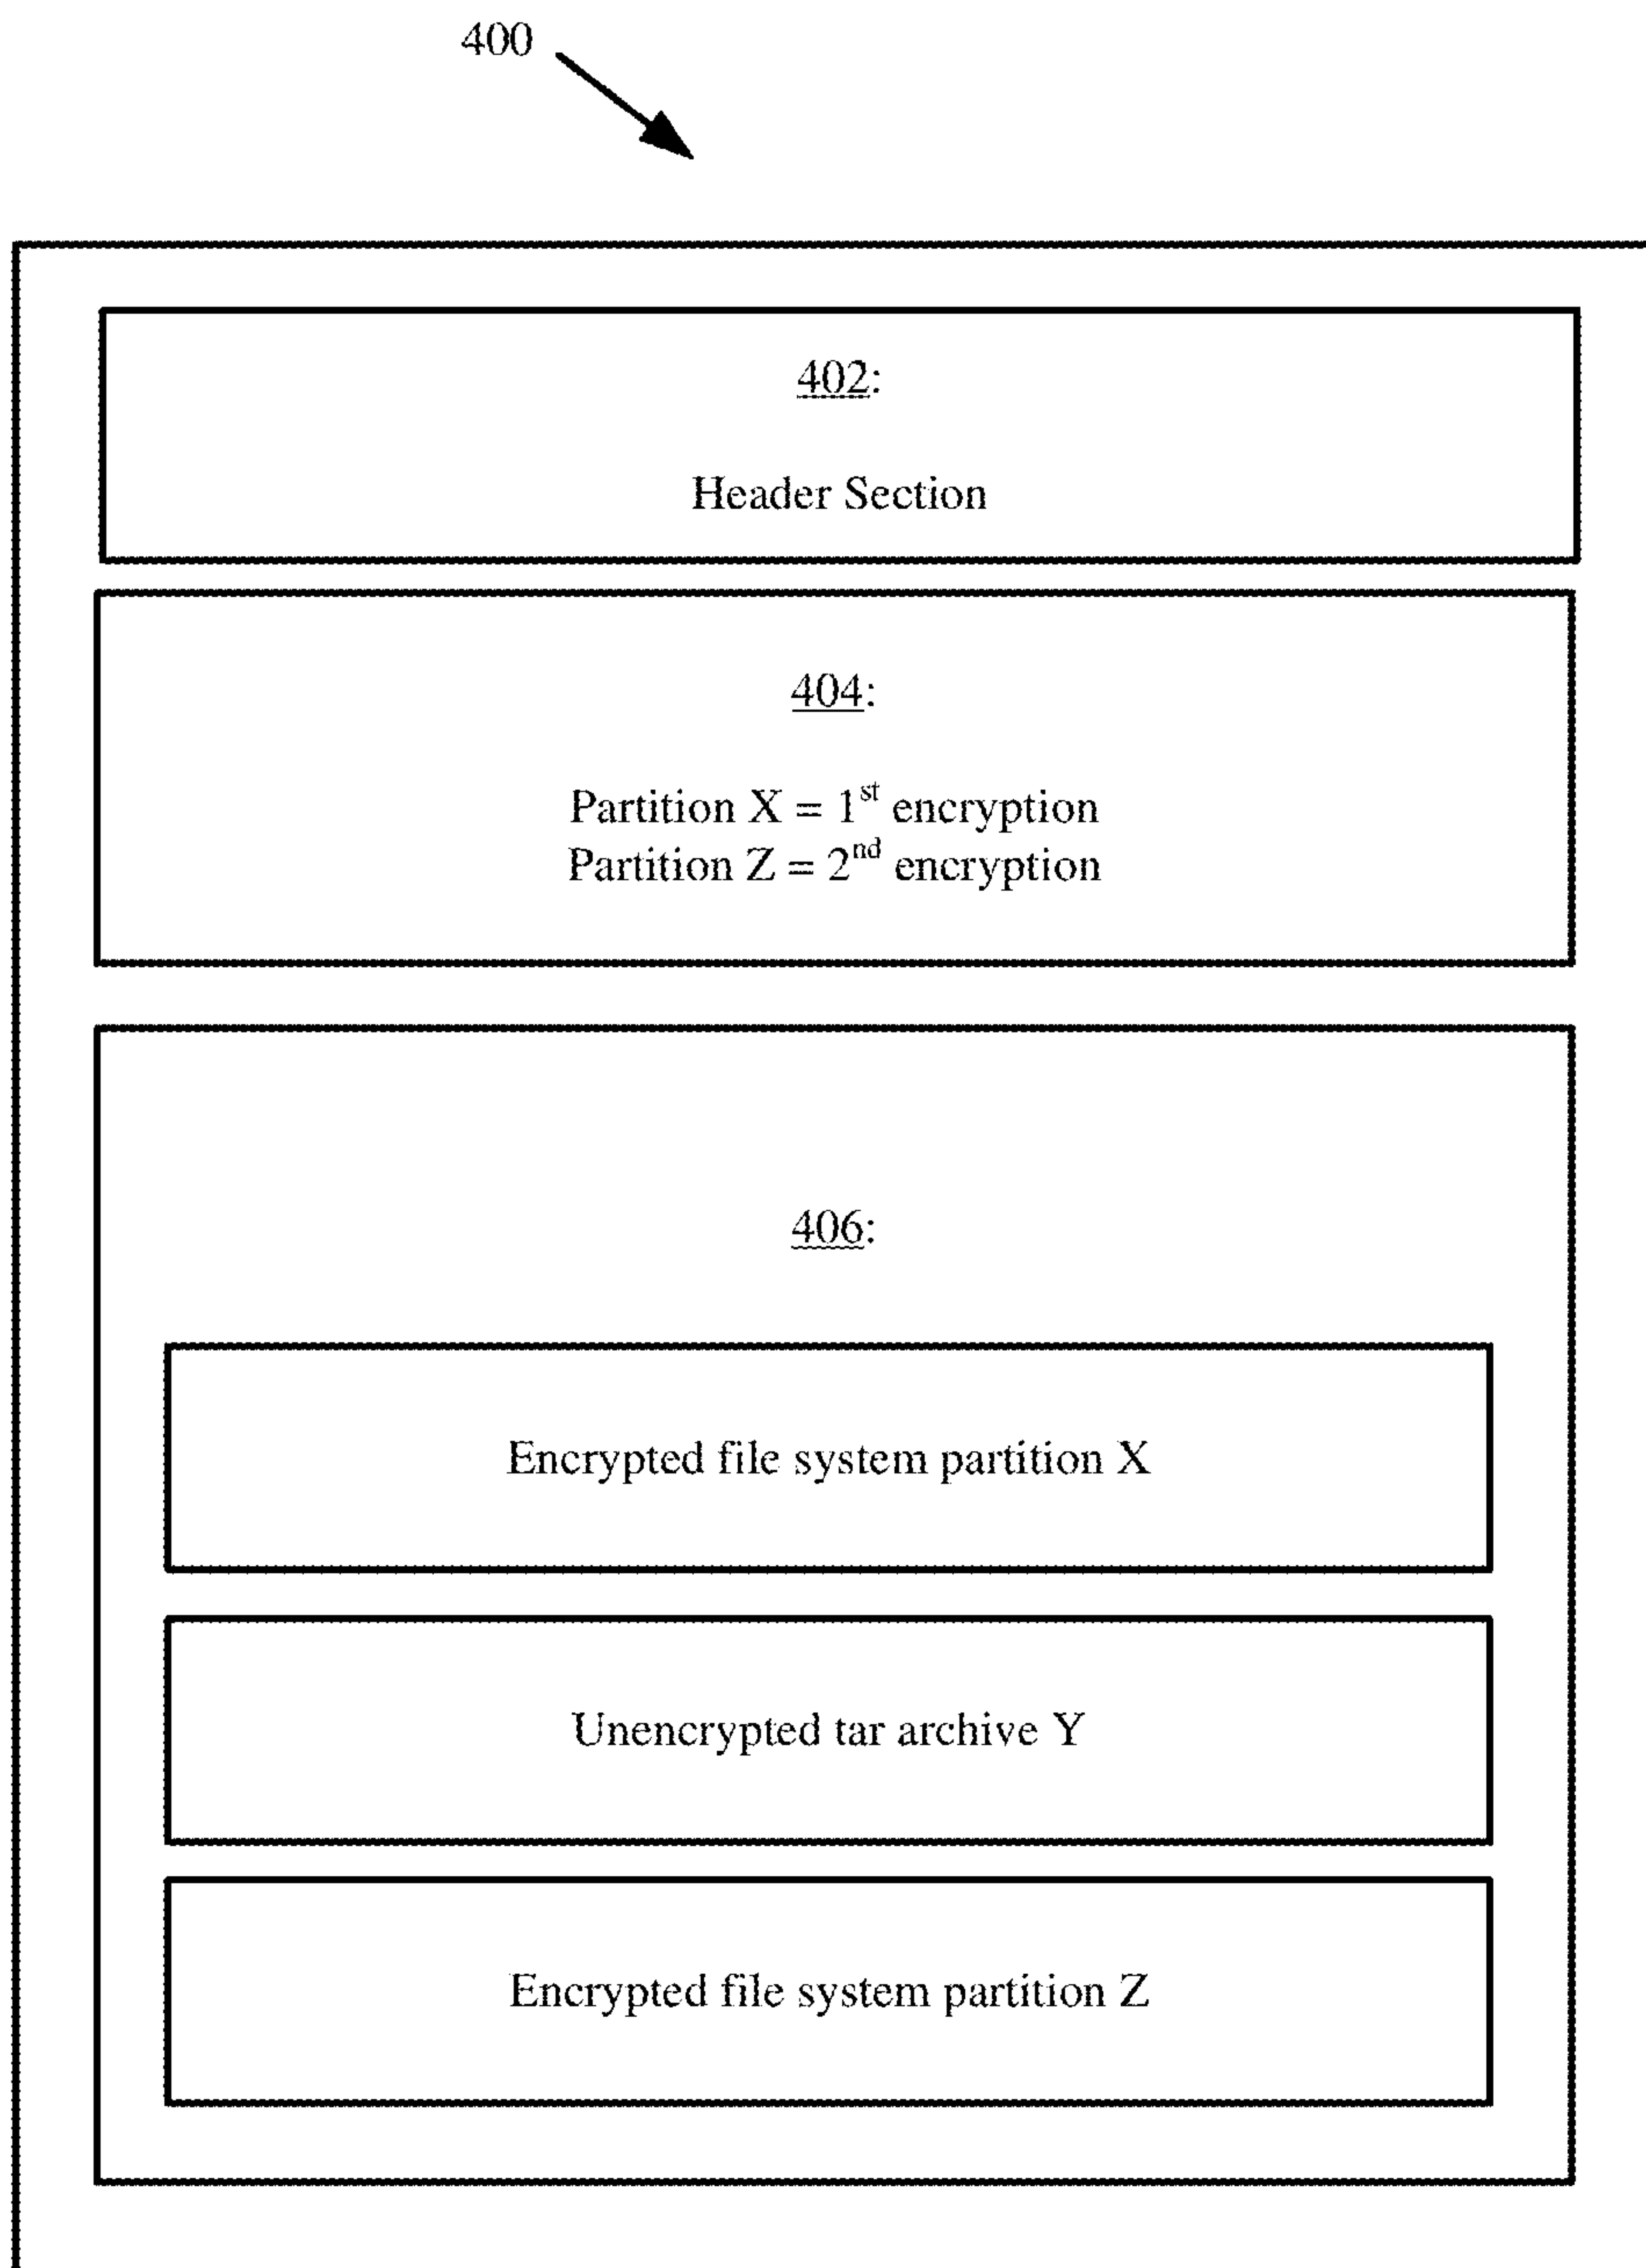 400
402:
Header Section
404:
Partition X = 1st encryption
Partition Z = 2nd encryption
406:
Encrypted file system partition X
Unencrypted tar archive Y
Encrypted file system partition Z